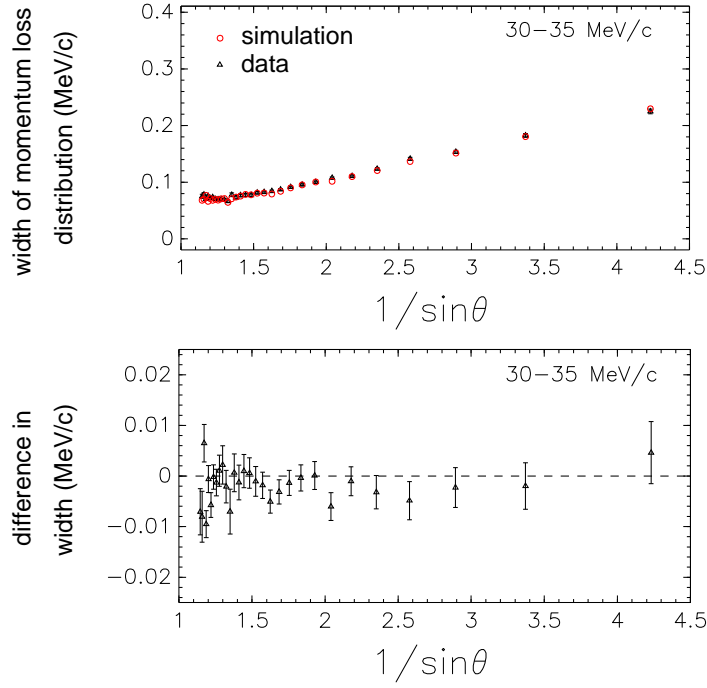 width of momentum loss
distribution (MeV/c)
0.4
0.3
0.2
0.1
0
simulation
data
30−35 MeV/c
1 1.5 2 2.5 3 3.5 4 4.5
1/sinθ
difference in
width (MeV/c)
0.02
0.01
0
−0.01
−0.02
30−35 MeV/c
1 1.5 2 2.5 3 3.5 4 4.5
1/sinθ